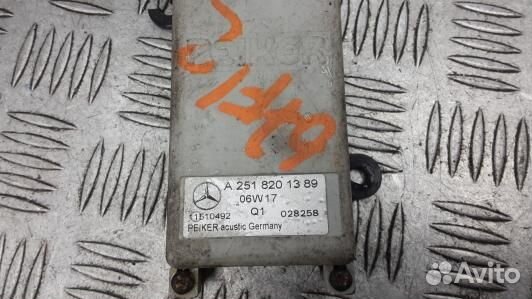 PEIKER
A 251 820 13 89
06W17
11510492 Q1 028258
PEIKER acustic Germany
Avito